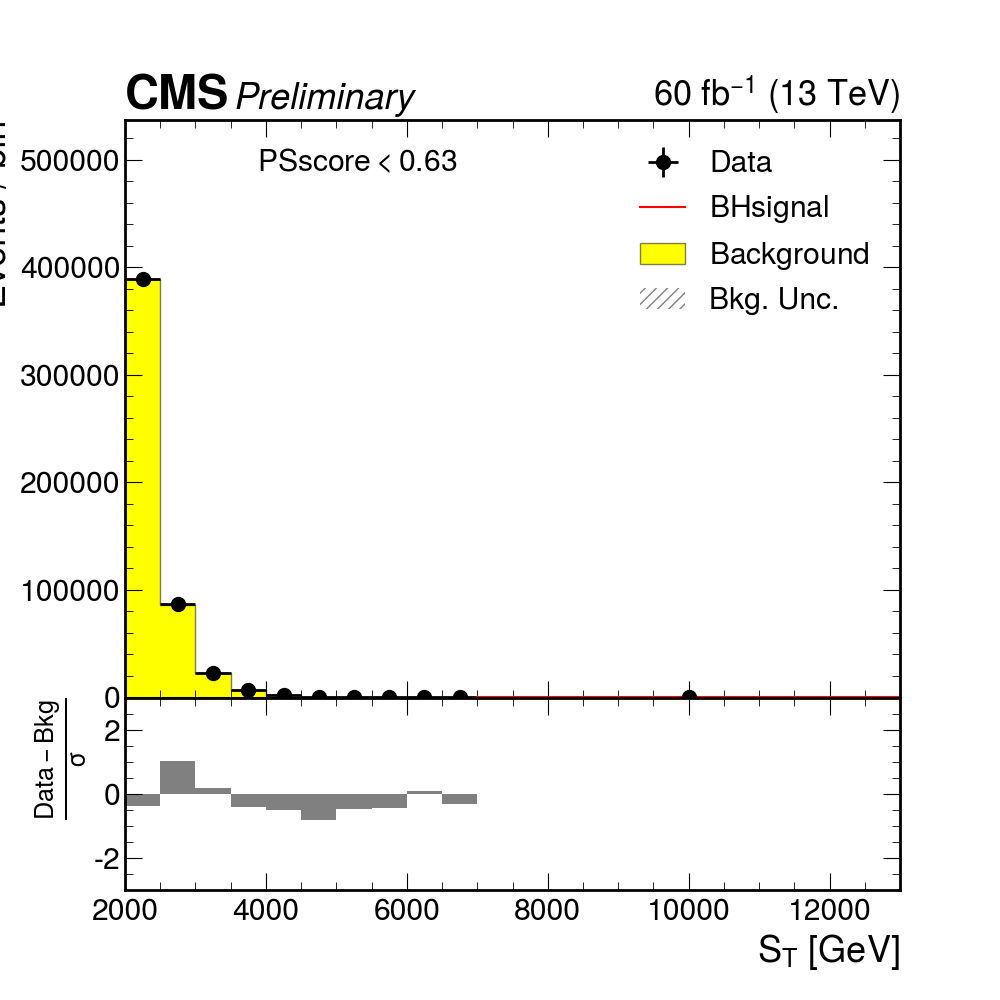 CMS Preliminary
60 fb⁻¹ (13 TeV)
PSscore < 0.63
Data
BHsignal
Background
Bkg. Unc.
500000
400000
300000
200000
100000
0
Data – Bkg
σ
2
0
-2
2000 4000 6000 8000 10000 12000
S_T [GeV]